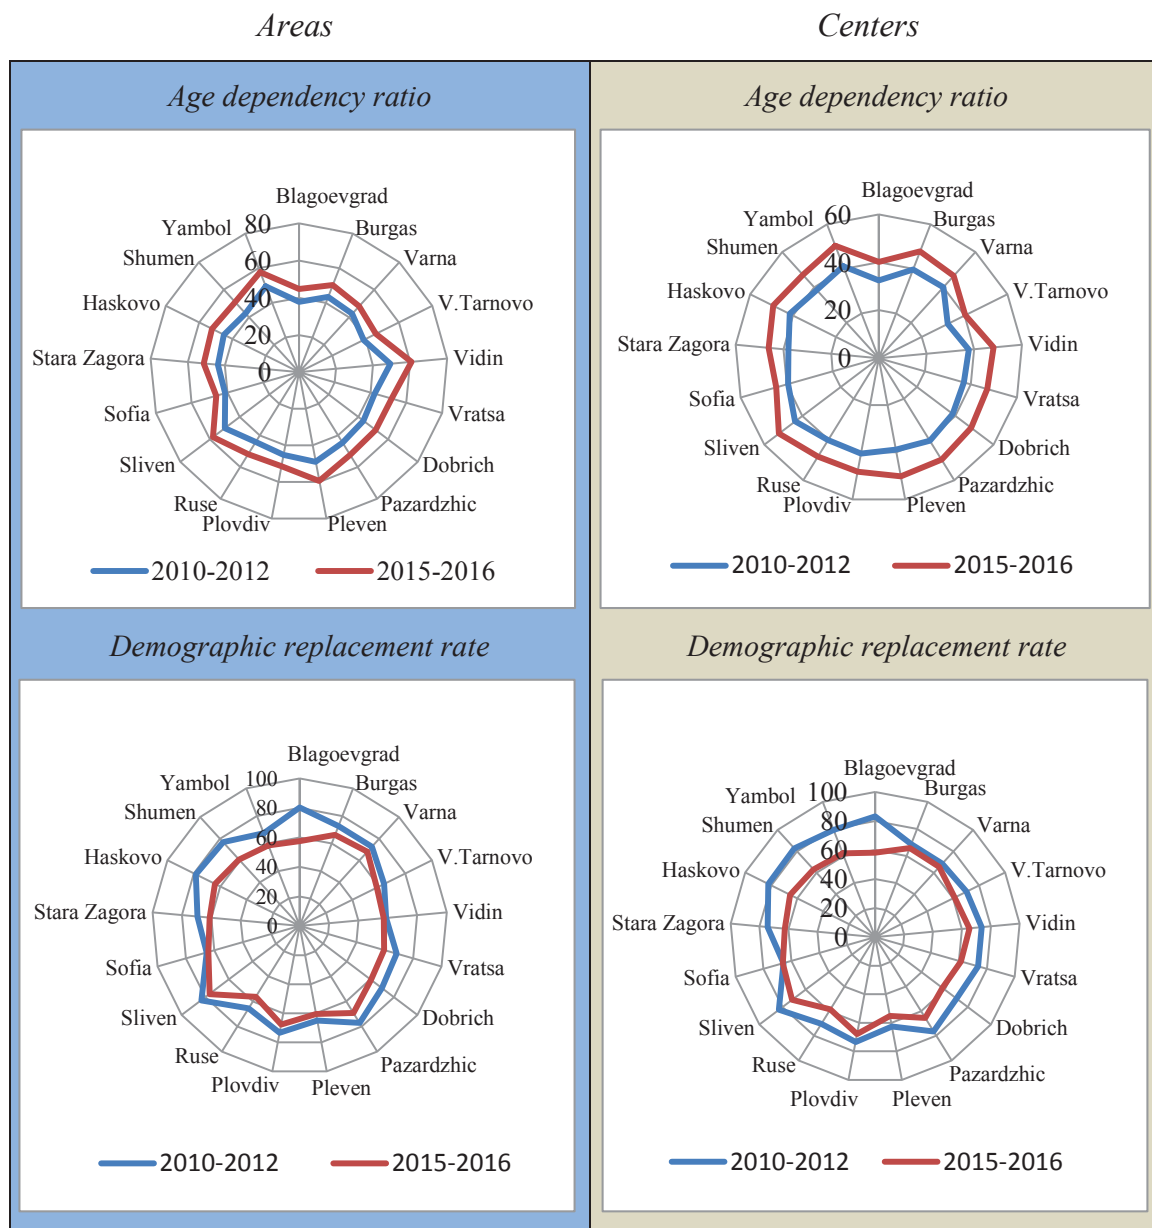 Areas
Centers
Age dependency ratio
Age dependency ratio
Blagoevgrad
Burgas
Varna
V.Tarnovo
Vidin
Vratsa
Dobrich
Pazardzhic
Pleven
Plovdiv
Ruse
Sliven
Sofia
Stara Zagora
Haskovo
Shumen
Yambol
80
60
40
20
0
2010-2012
2015-2016
Blagoevgrad
Burgas
Varna
V.Tarnovo
Vidin
Vratsa
Dobrich
Pazardzhic
Pleven
Plovdiv
Ruse
Sliven
Sofia
Stara Zagora
Haskovo
Shumen
Yambol
60
40
20
0
2010-2012
2015-2016
Demographic replacement rate
Demographic replacement rate
Blagoevgrad
Burgas
Varna
V.Tarnovo
Vidin
Vratsa
Dobrich
Pazardzhic
Pleven
Plovdiv
Ruse
Sliven
Sofia
Stara Zagora
Haskovo
Shumen
Yambol
100
80
60
40
20
0
2010-2012
2015-2016
Blagoevgrad
Burgas
Varna
V.Tarnovo
Vidin
Vratsa
Dobrich
Pazardzhic
Pleven
Plovdiv
Ruse
Sliven
Sofia
Stara Zagora
Haskovo
Shumen
Yambol
100
80
60
40
20
0
2010-2012
2015-2016